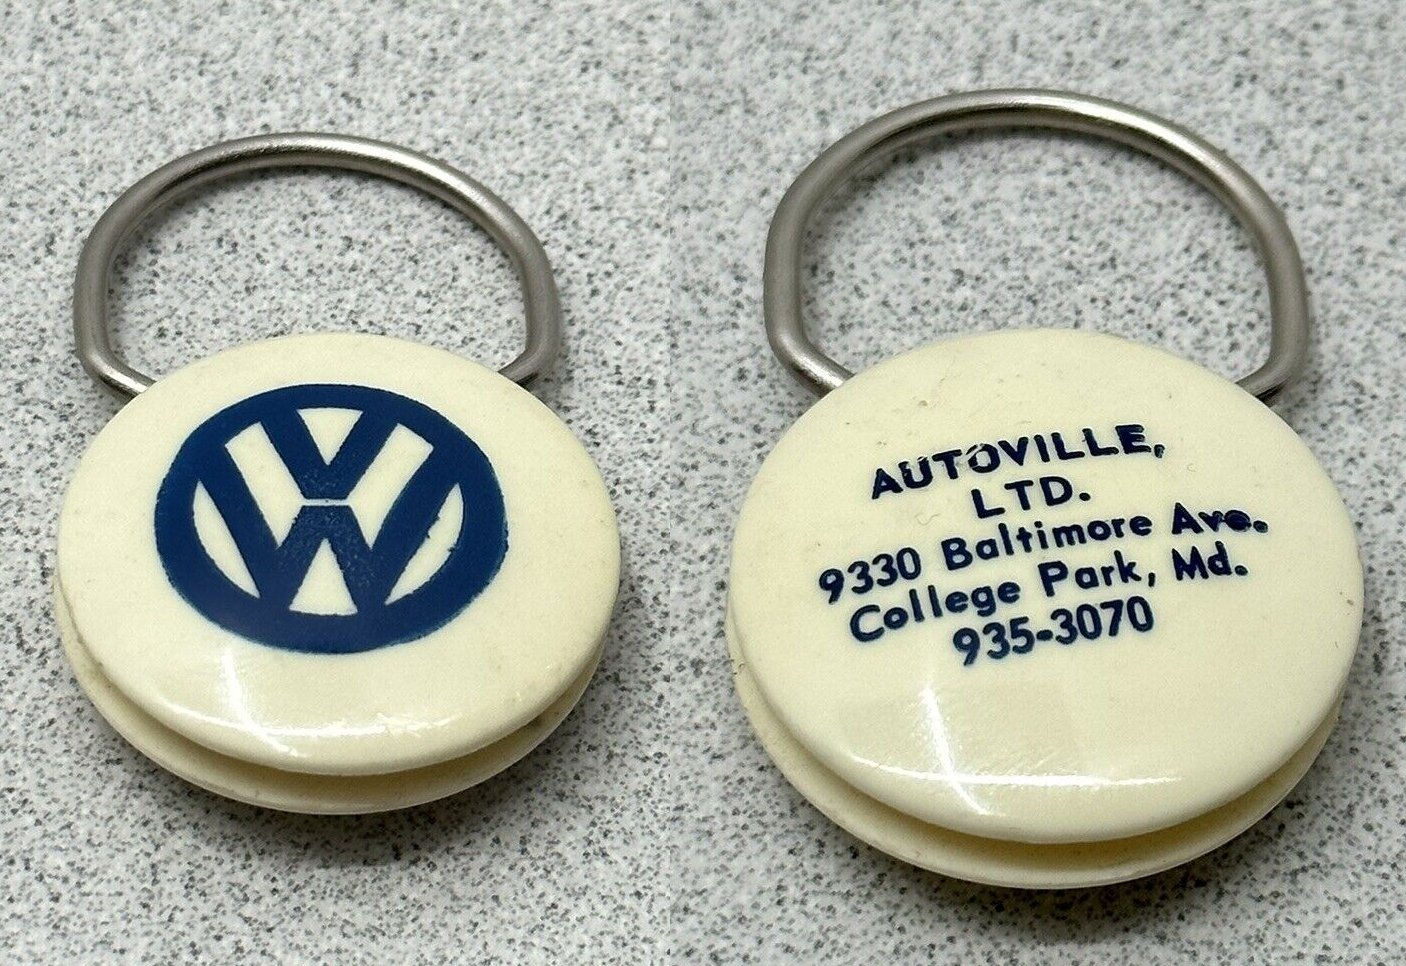 VW
AUTOVILLE,
LTD.
9330 Baltimore Ave.
College Park, Md.
935-3070